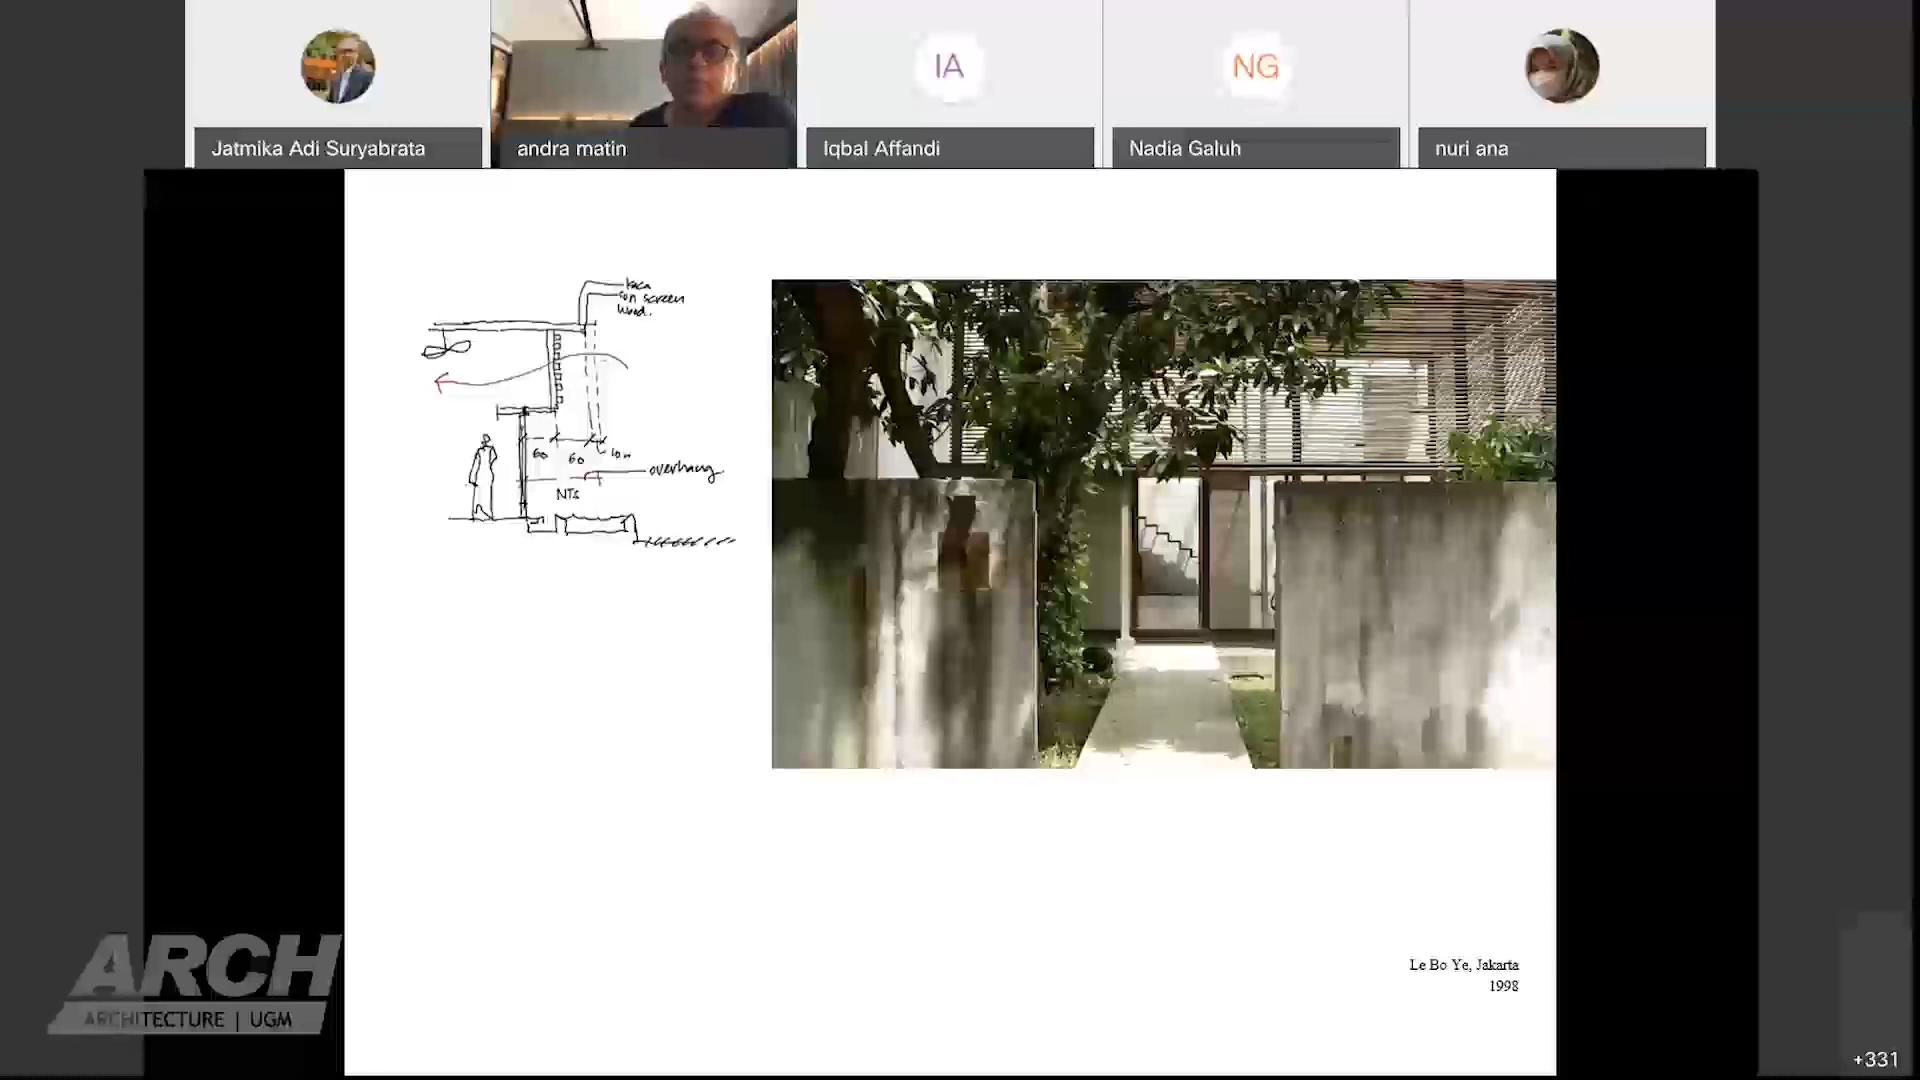 Jatmika Adi Suryabrata
andra matin
IA
Iqbal Affandi
NG
Nadia Galuh
nuri ana
kaca
sun screen
wood.
60
60
10
overhang
NTS
Le Bo Ye, Jakarta
1998
ARCH
ARCHITECTURE | UGM
+331